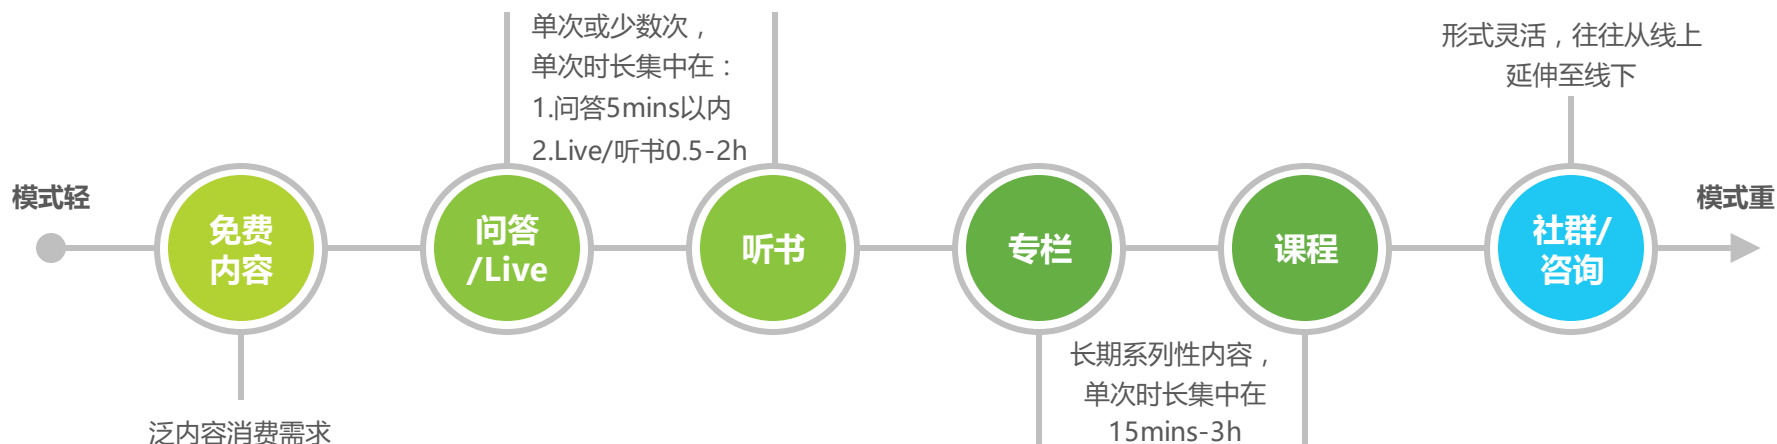 单次或少数次，
单次时长集中在：
1.问答5mins以内
2.Live/听书0.5-2h
形式灵活，往往从线上
延伸至线下
模式轻
免费
内容
问答
/Live
听书
专栏
课程
社群/
咨询
模式重
泛内容消费需求
长期系列性内容，
单次时长集中在
15mins-3h